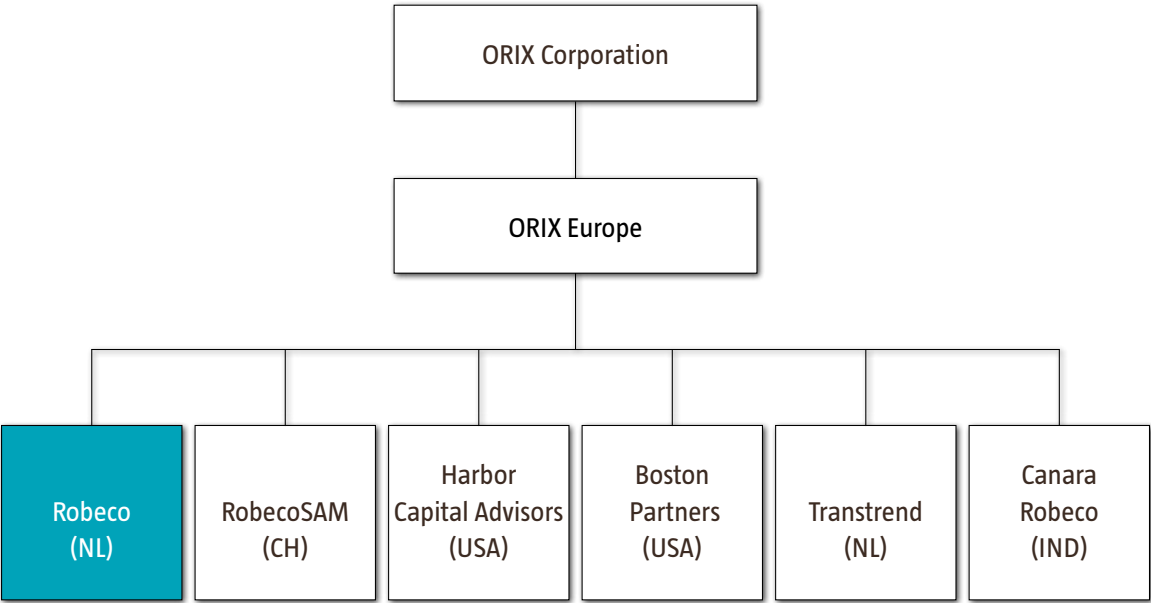 ORIX Corporation
ORIX Europe
Robeco
(NL)
RobecoSAM
(CH)
Harbor
Capital Advisors
(USA)
Boston
Partners
(USA)
Transtrend
(NL)
Canara
Robeco
(IND)